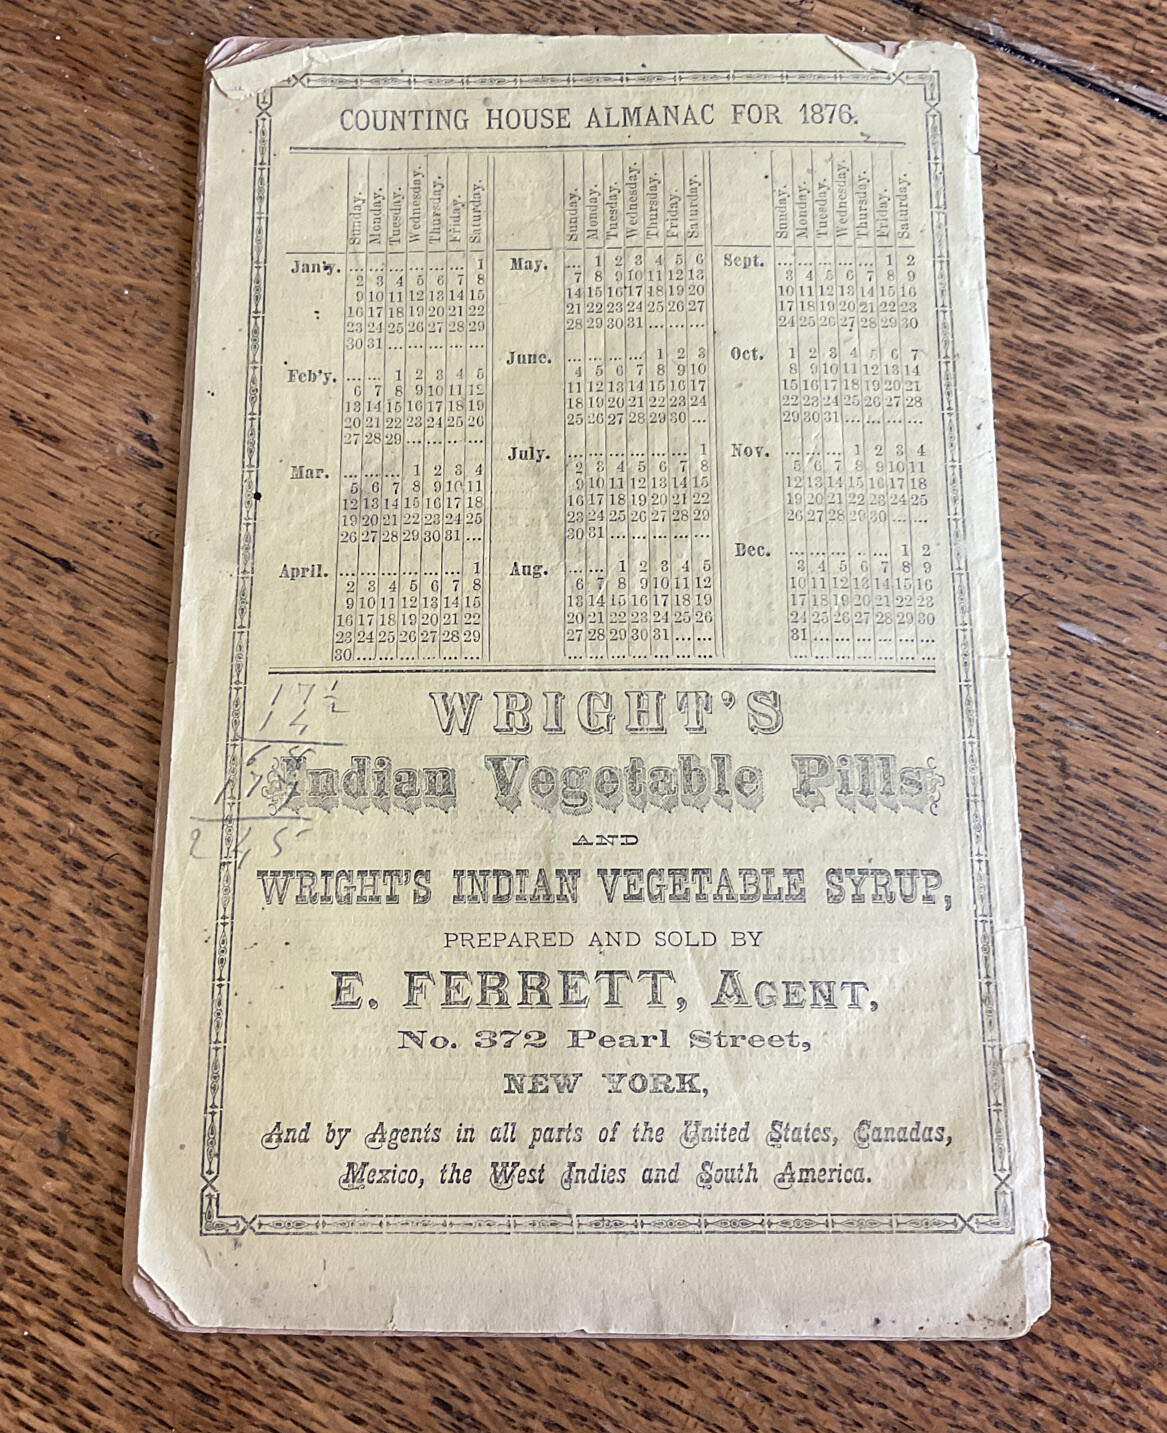 COUNTING HOUSE ALMANAC FOR 1876.
Sunday. Monday. Tuesday. Wednesday. Thursday. Friday. Saturday.
Jan'y. ... ... ... ... ... ... 1
2 3 4 5 6 7 8
9 10 11 12 13 14 15
16 17 18 19 20 21 22
23 24 25 26 27 28 29
30 31 ... ... ... ... ...
Feb'y. ... ... 1 2 3 4 5
6 7 8 9 10 11 12
13 14 15 16 17 18 19
20 21 22 23 24 25 26
27 28 29 ... ... ... ...
Mar. ... ... ... 1 2 3 4
5 6 7 8 9 10 11
12 13 14 15 16 17 18
19 20 21 22 23 24 25
26 27 28 29 30 31 ...
April. ... ... ... ... ... ... 1
2 3 4 5 6 7 8
9 10 11 12 13 14 15
16 17 18 19 20 21 22
23 24 25 26 27 28 29
30 ... ... ... ... ... ...
Sunday. Monday. Tuesday. Wednesday. Thursday. Friday. Saturday.
May. ... 1 2 3 4 5 6
7 8 9 10 11 12 13
14 15 16 17 18 19 20
21 22 23 24 25 26 27
28 29 30 31 ... ... ...
June. ... ... ... ... 1 2 3
4 5 6 7 8 9 10
11 12 13 14 15 16 17
18 19 20 21 22 23 24
25 26 27 28 29 30 ...
July. ... ... ... ... ... ... 1
2 3 4 5 6 7 8
9 10 11 12 13 14 15
16 17 18 19 20 21 22
23 24 25 26 27 28 29
30 31 ... ... ... ... ...
Aug. ... ... 1 2 3 4 5
6 7 8 9 10 11 12
13 14 15 16 17 18 19
20 21 22 23 24 25 26
27 28 29 30 31 ... ...
... ... ... ... ... ... ...
Sunday. Monday. Tuesday. Wednesday. Thursday. Friday. Saturday.
Sept. ... ... ... ... ... 1 2
3 4 5 6 7 8 9
10 11 12 13 14 15 16
17 18 19 20 21 22 23
24 25 26 27 28 29 30
Oct. 1 2 3 4 5 6 7
8 9 10 11 12 13 14
15 16 17 18 19 20 21
22 23 24 25 26 27 28
29 30 31 ... ... ... ...
Nov. ... ... ... 1 2 3 4
5 6 7 8 9 10 11
12 13 14 15 16 17 18
19 20 21 22 23 24 25
26 27 28 29 30 ... ...
Dec. ... ... ... ... ... 1 2
3 4 5 6 7 8 9
10 11 12 13 14 15 16
17 18 19 20 21 22 23
24 25 26 27 28 29 30
31 ... ... ... ... ... ...
... ... ... ... ... ... ...
17½
14
245
WRIGHT'S
Indian Vegetable Pills
AND
WRIGHT'S INDIAN VEGETABLE SYRUP,
PREPARED AND SOLD BY
E. FERRETT, AGENT,
No. 372 Pearl Street,
NEW YORK,
And by Agents in all parts of the United States, Canadas,
Mexico, the West Indies and South America.